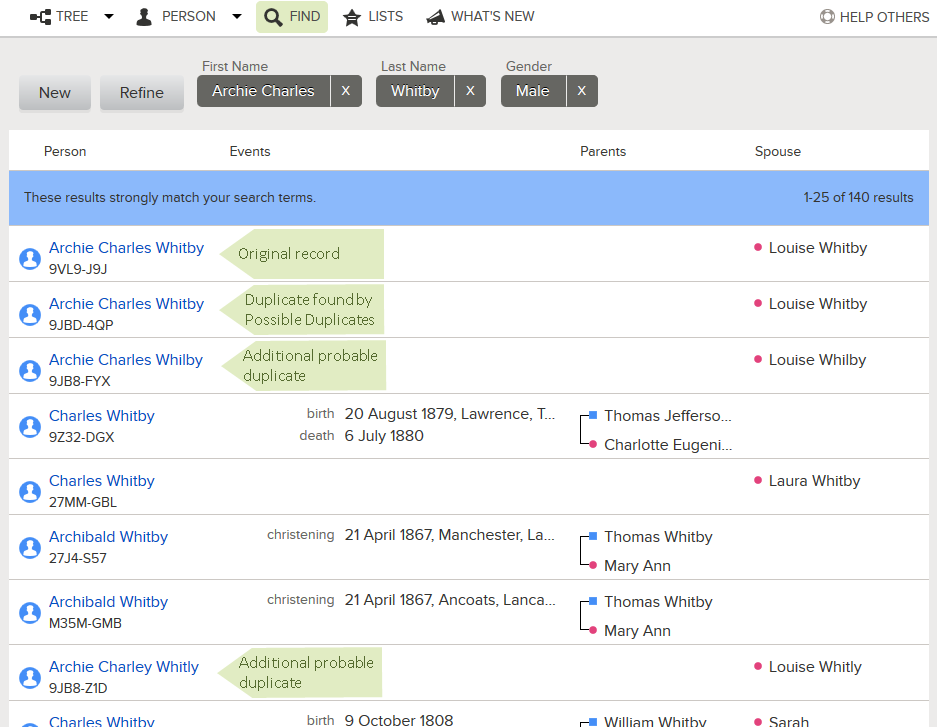 TREE PERSON FIND LISTS WHAT'S NEW HELP OTHERS
First Name Last Name Gender
New Refine Archie Charles X Whitby X Male X
Person Events Parents Spouse
These results strongly match your search terms. 1-25 of 140 results
Archie Charles Whitby Original record Louise Whitby
9VL9-J9J
Archie Charles Whitby Duplicate found by Louise Whitby
9JBD-4QP Possible Duplicates
Archie Charles Whilby Additional probable Louise Whilby
9JB8-FYX duplicate
Charles Whitby birth 20 August 1879, Lawrence, T... Thomas Jefferso...
9Z32-DGX death 6 July 1880 Charlotte Eugeni...
Charles Whitby Laura Whitby
27MM-GBL
Archibald Whitby christening 21 April 1867, Manchester, La... Thomas Whitby
27J4-S57 Mary Ann
Archibald Whitby christening 21 April 1867, Ancoats, Lanca... Thomas Whitby
M35M-GMB Mary Ann
Archie Charley Whitly Additional probable Louise Whitly
9JB8-Z1D duplicate
Charles Whitby birth 9 October 1808 William Whitby Sarah